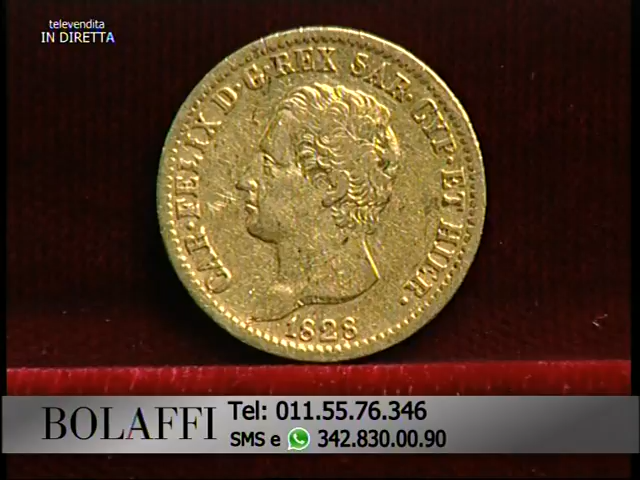 televendita
IN DIRETTA
CAR·FELIX D·G·REX SAR·CYP·ET HIER·
1828
BOLAFFI
Tel: 011.55.76.346
SMS e 342.830.00.90